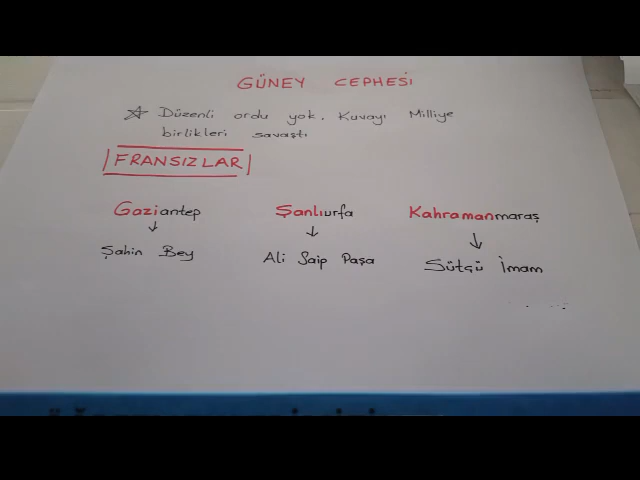 GÜNEY CEPHESİ
☆ Düzenli ordu yok. Kuvayı Milliye
birlikleri savaştı
FRANSIZLAR
Gaziantep Şanlıurfa Kahramanmaraş
↓ ↓ ↓
Şahin Bey Ali Saip Paşa Sütçü İmam